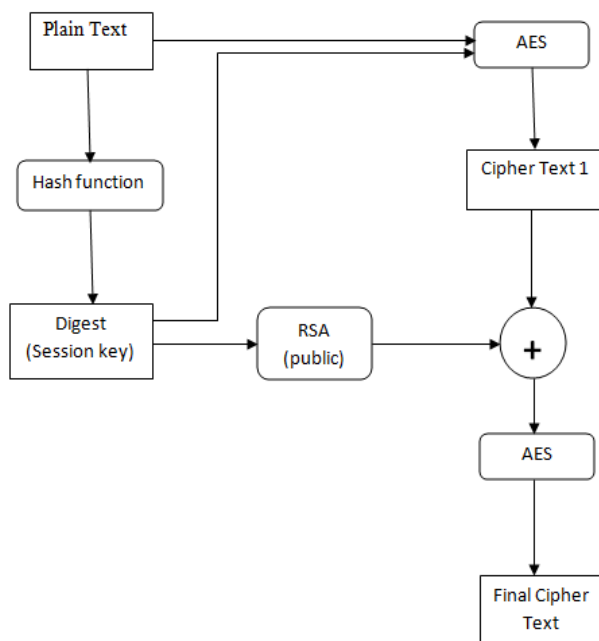 Plain Text
AES
Hash function
Cipher Text 1
Digest
(Session key)
RSA
(public)
+
AES
Final Cipher
Text